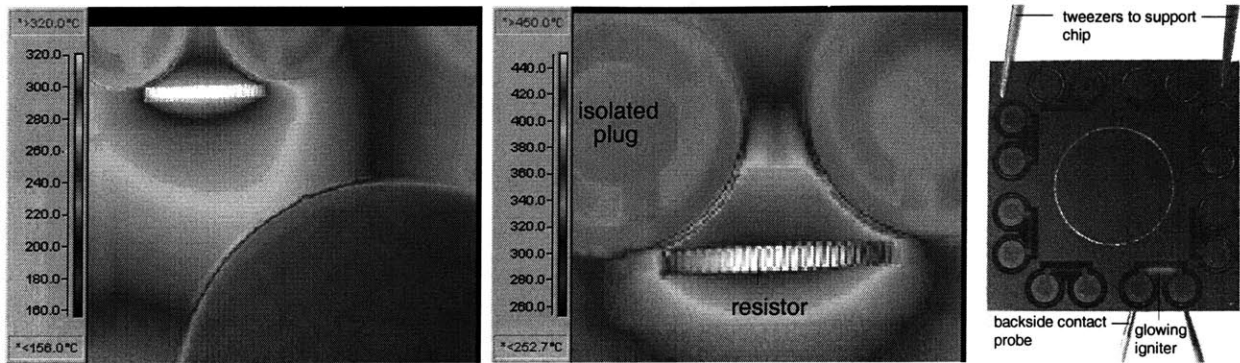 *>320.0°C
320.0
300.0
280.0
260.0
240.0
220.0
200.0
180.0
160.0
*<156.0°C
*>450.0°C
440.0
420.0
400.0
380.0
360.0
340.0
320.0
300.0
280.0
260.0
*<252.7°C
isolated
plug
resistor
tweezers to support
chip
backside contact
probe
glowing
igniter